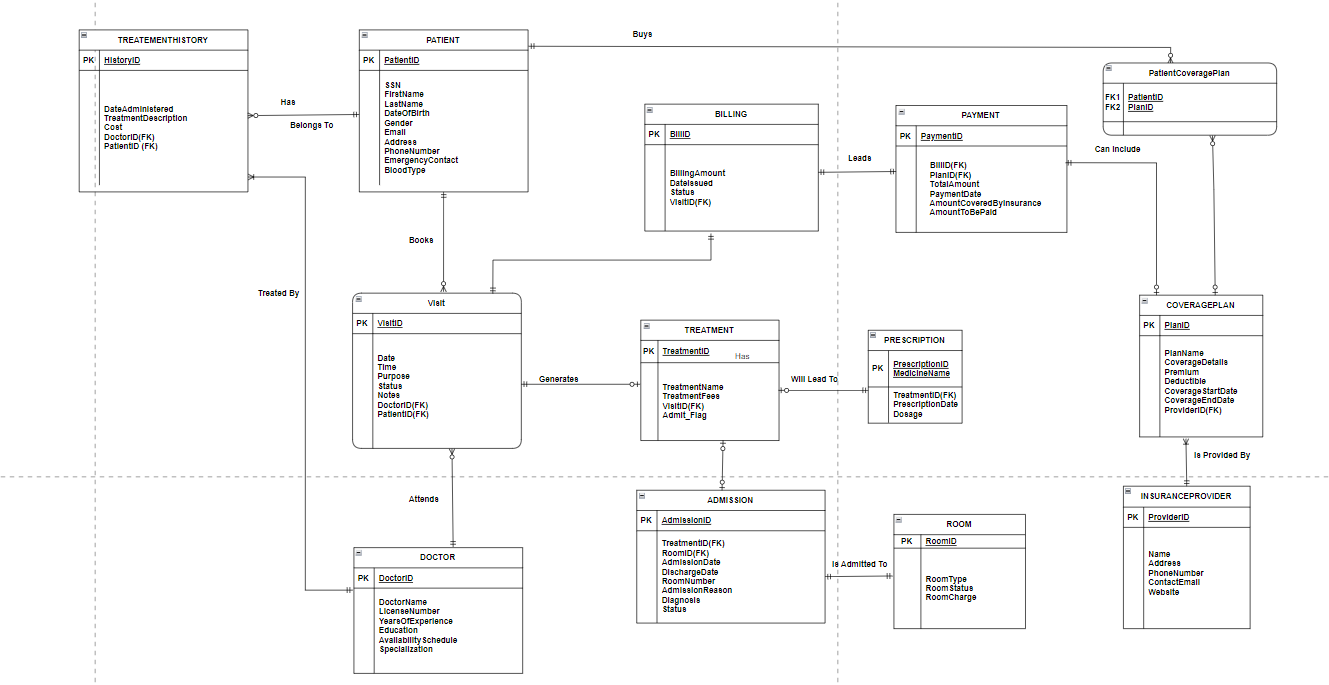 TREATEMENTHISTORY
PK HistoryID
DateAdministered
TreatmentDescription
Cost
DoctorID(FK)
PatientID (FK)
Has
Belongs To
PATIENT
PK PatientID
SSN
FirstName
LastName
DateOfBirth
Gender
Email
Address
PhoneNumber
EmergencyContact
BloodType
Buys
PatientCoveragePlan
FK1 PatientID
FK2 PlanID
BILLING
PK BillID
BillingAmount
DateIssued
Status
VisitID(FK)
Leads
PAYMENT
PK PaymentID
BillID(FK)
PlanID(FK)
TotalAmount
PaymentDate
AmountCoveredByInsurance
AmountToBePaid
Can Include
Books
Treated By
Visit
PK VisitID
Date
Time
Purpose
Status
Notes
DoctorID(FK)
PatientID(FK)
Generates
TREATMENT
PK TreatmentID
Has
TreatmentName
TreatmentFees
VisitID(FK)
Admit_Flag
Will Lead To
PRESCRIPTION
PK PrescriptionID
MedicineName
TreatmentID(FK)
PrescriptionDate
Dosage
COVERAGEPLAN
PK PlanID
PlanName
CoverageDetails
Premium
Deductible
CoverageStartDate
CoverageEndDate
ProviderID(FK)
Is Provided By
Attends
DOCTOR
PK DoctorID
DoctorName
LicenseNumber
YearsOfExperience
Education
AvailabilitySchedule
Specialization
ADMISSION
PK AdmissionID
TreatmentID(FK)
RoomID(FK)
AdmissionDate
DischargeDate
RoomNumber
AdmissionReason
Diagnosis
Status
Is Admitted To
ROOM
PK RoomID
RoomType
RoomStatus
RoomCharge
INSURANCEPROVIDER
PK ProviderID
Name
Address
PhoneNumber
ContactEmail
Website